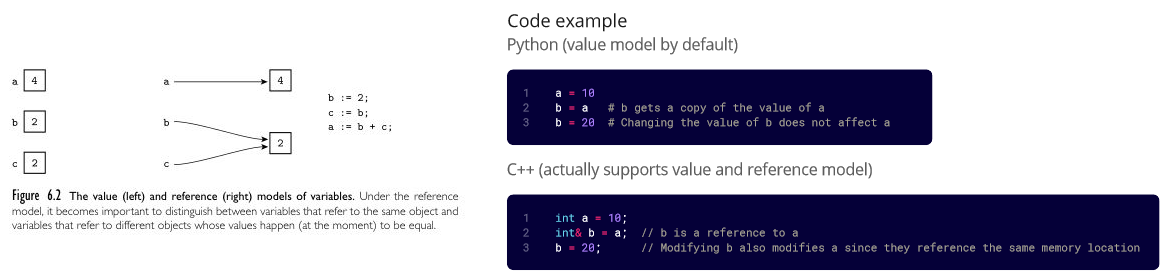 a 4
b 2
c 2
a 4
b
2
c
b := 2;
c := b;
a := b + c;
Figure 6.2 The value (left) and reference (right) models of variables. Under the reference
model, it becomes important to distinguish between variables that refer to the same object and
variables that refer to different objects whose values happen (at the moment) to be equal.
Code example
Python (value model by default)
1 a = 10
2 b = a # b gets a copy of the value of a
3 b = 20 # Changing the value of b does not affect a
C++ (actually supports value and reference model)
1 int a = 10;
2 int& b = a; // b is a reference to a
3 b = 20; // Modifying b also modifies a since they reference the same memory location